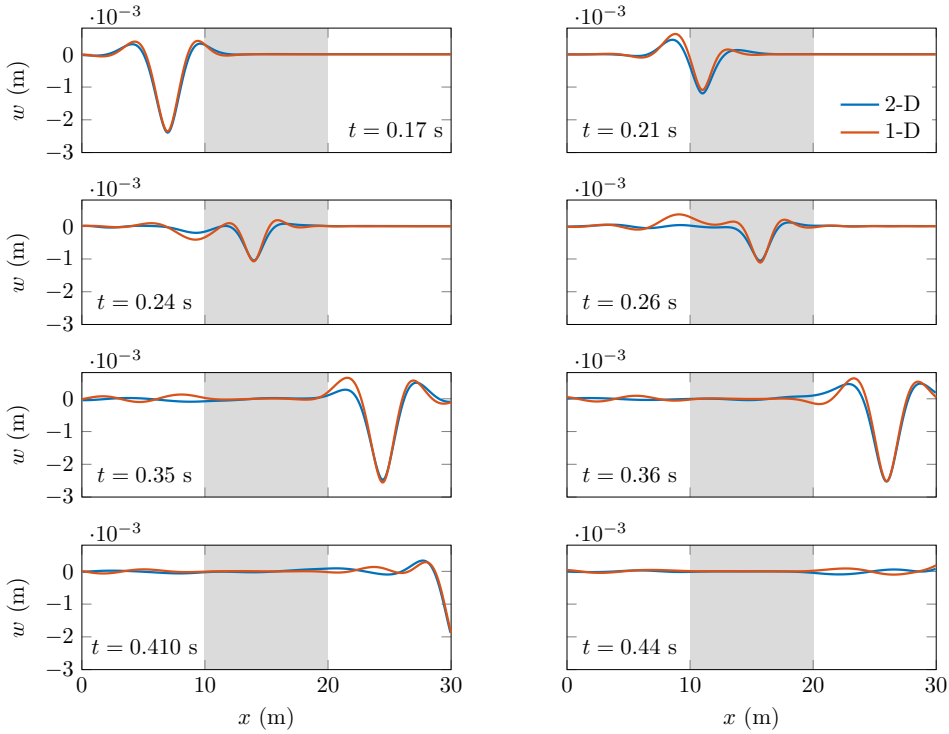 ·10−3
·10−3
0
−1
−2
−3
w (m)
t = 0.17 s
t = 0.21 s
2-D
1-D
·10−3
·10−3
0
−1
−2
−3
w (m)
t = 0.24 s
t = 0.26 s
·10−3
·10−3
0
−1
−2
−3
w (m)
t = 0.35 s
t = 0.36 s
·10−3
·10−3
0
−1
−2
−3
w (m)
t = 0.410 s
t = 0.44 s
0 10 20 30
0 10 20 30
x (m)
x (m)